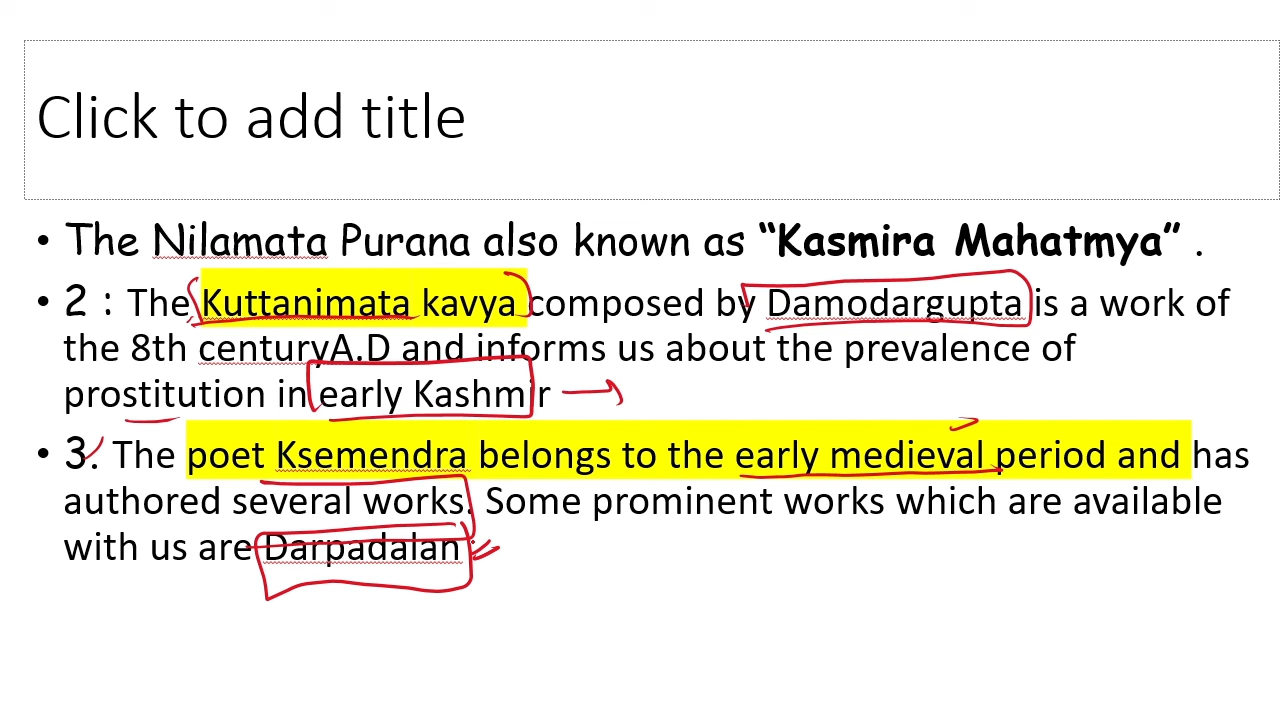 Click to add title
• The Nilamata Purana also known as “Kasmira Mahatmya” .
• 2 : The Kuttanimata kavya composed by Damodargupta is a work of
the 8th centuryA.D and informs us about the prevalence of
prostitution in early Kashmir
• 3. The poet Ksemendra belongs to the early medieval period and has
authored several works. Some prominent works which are available
with us are Darpadalan